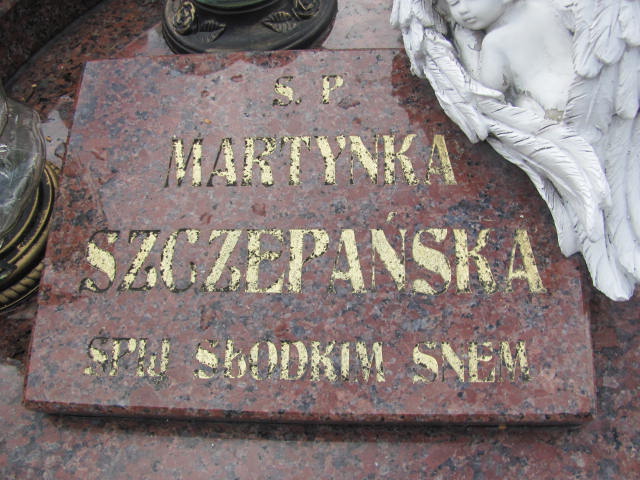 Ś. P
MARTYNKA
SZCZEPAŃSKA
ŚPIJ SŁODKIM SNEM